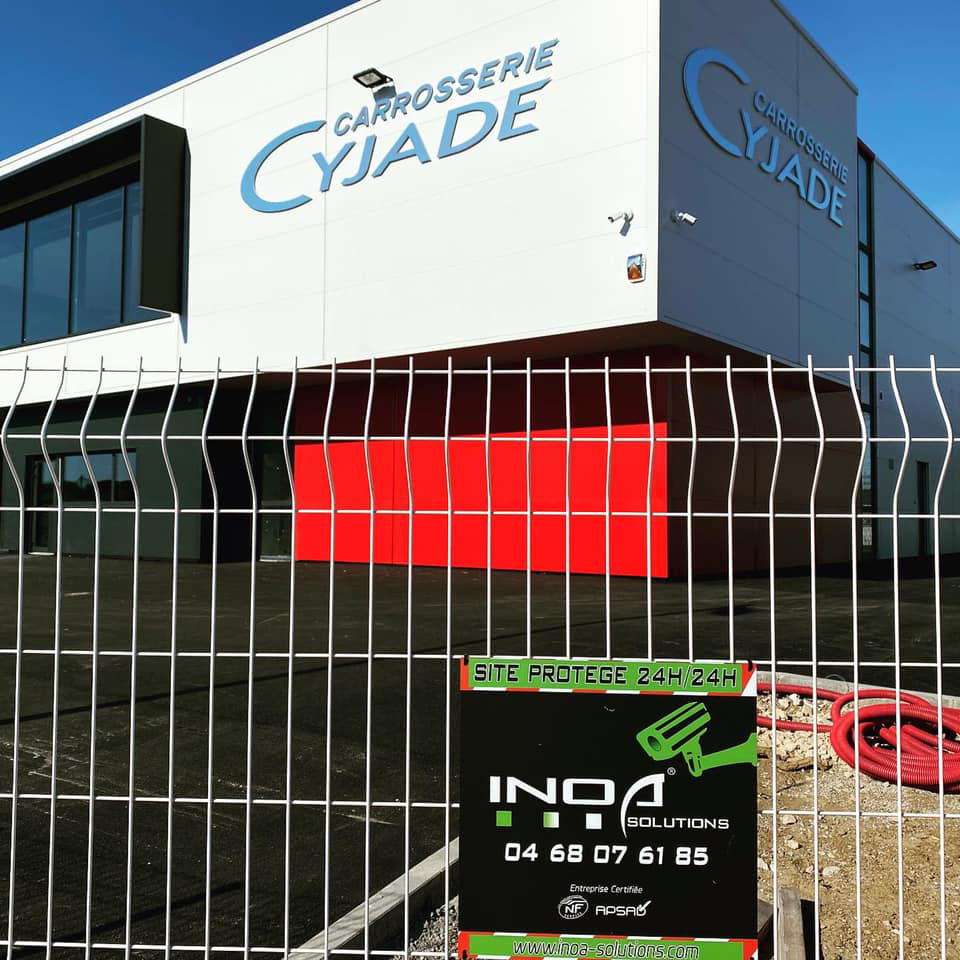 CARROSSERIE
CYJADE
CARROSSERIE
CYJADE
SITE PROTEGE 24H/24H
INOA®
SOLUTIONS
04 68 07 61 85
Entreprise Certifiée
NF APSAD
www.inoa-solutions.com